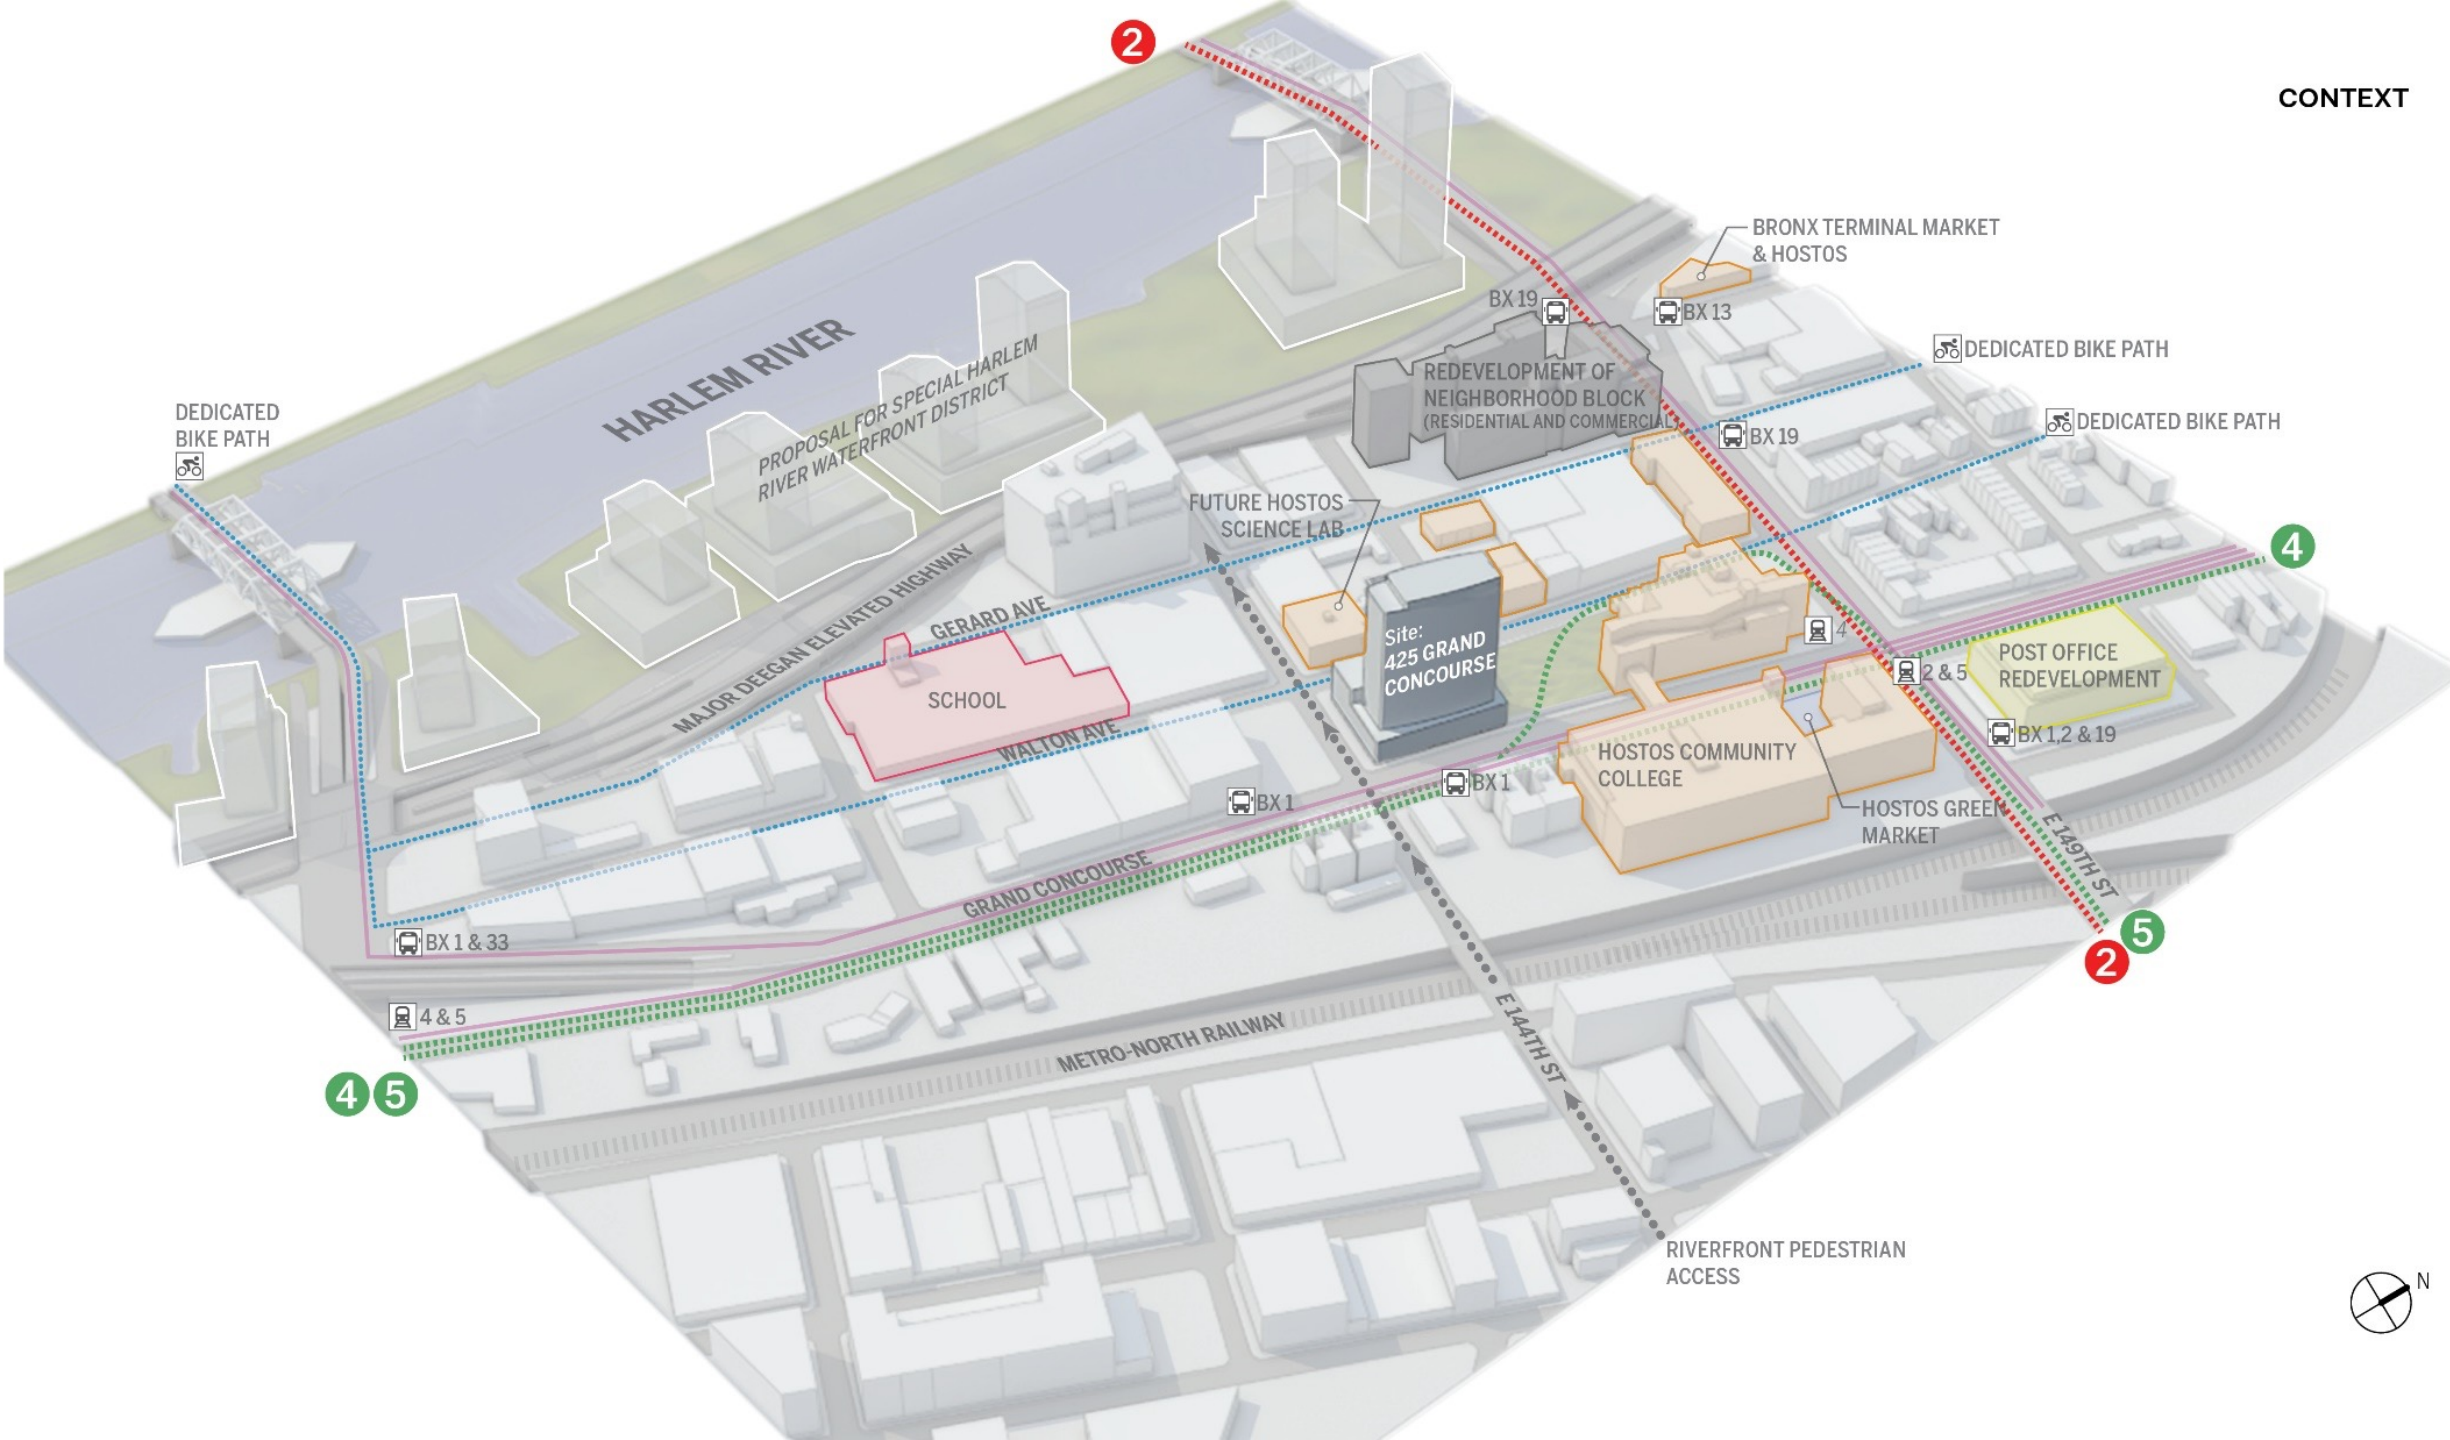 2
CONTEXT
BRONX TERMINAL MARKET
& HOSTOS
BX 19
BX 13
DEDICATED BIKE PATH
HARLEM RIVER
PROPOSAL FOR SPECIAL HARLEM
RIVER WATERFRONT DISTRICT
REDEVELOPMENT OF
NEIGHBORHOOD BLOCK
(RESIDENTIAL AND COMMERCIAL)
DEDICATED
BIKE PATH
DEDICATED BIKE PATH
BX 19
FUTURE HOSTOS
SCIENCE LAB
4
GERARD AVE
MAJOR DEEGAN ELEVATED HIGHWAY
Site:
425 GRAND
CONCOURSE
4
SCHOOL
2 & 5
POST OFFICE
REDEVELOPMENT
WALTON AVE
BX 1,2 & 19
HOSTOS COMMUNITY
COLLEGE
BX 1
BX 1
HOSTOS GREEN
MARKET
E 149TH ST
GRAND CONCOURSE
BX 1 & 33
5
2
4 & 5
METRO-NORTH RAILWAY
E 144TH ST
4 5
RIVERFRONT PEDESTRIAN
ACCESS
N